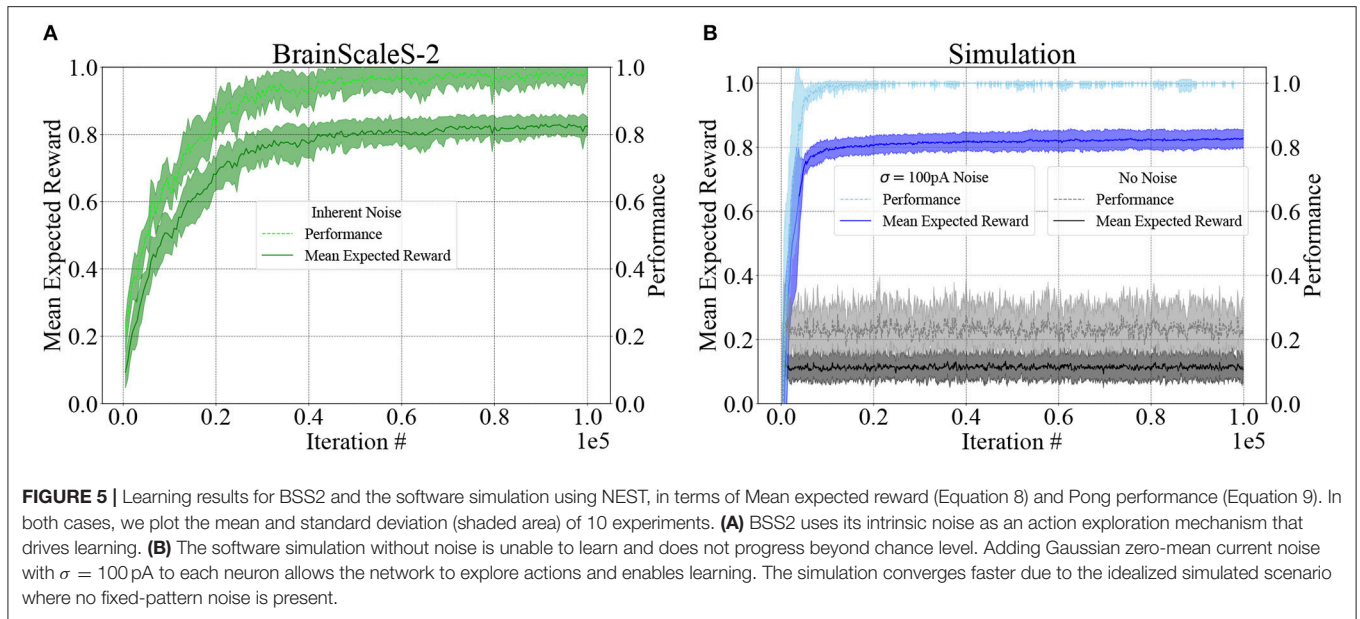 A
BrainScaleS-2
Mean Expected Reward
1.0
0.8
0.6
0.4
0.2
0.0
Inherent Noise
Performance
Mean Expected Reward
1.0
0.8
0.6
0.4
0.2
0.0
Performance
0.0 0.2 0.4 0.6 0.8 1.0
1e5
Iteration #
B
Simulation
Mean Expected Reward
1.0
0.8
0.6
0.4
0.2
0.0
σ = 100pA Noise
Performance
Mean Expected Reward
No Noise
Performance
Mean Expected Reward
1.0
0.8
0.6
0.4
0.2
0.0
Performance
0.0 0.2 0.4 0.6 0.8 1.0
1e5
Iteration #
FIGURE 5 | Learning results for BSS2 and the software simulation using NEST, in terms of Mean expected reward (Equation 8) and Pong performance (Equation 9). In
both cases, we plot the mean and standard deviation (shaded area) of 10 experiments. (A) BSS2 uses its intrinsic noise as an action exploration mechanism that
drives learning. (B) The software simulation without noise is unable to learn and does not progress beyond chance level. Adding Gaussian zero-mean current noise
with σ = 100 pA to each neuron allows the network to explore actions and enables learning. The simulation converges faster due to the idealized simulated scenario
where no fixed-pattern noise is present.